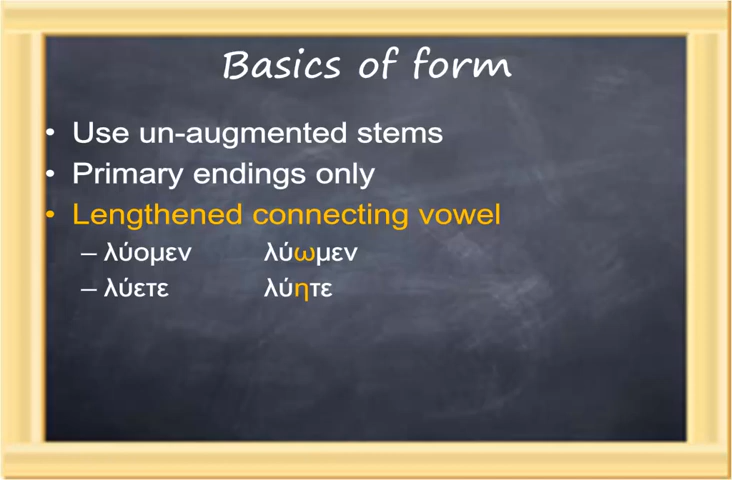 Basics of form
• Use un-augmented stems
• Primary endings only
• Lengthened connecting vowel
– λύομεν λύωμεν
– λύετε λύητε